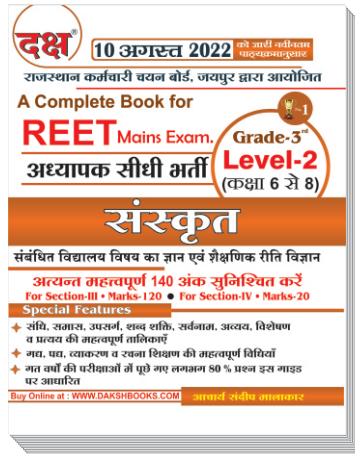 दक्ष®
10 अगस्त 2022 को जारी नवीनतम पाठ्यक्रमानुसार
राजस्थान कर्मचारी चयन बोर्ड, जयपुर द्वारा आयोजित
A Complete Book for
REET Mains Exam.
अध्यापक सीधी भर्ती
No.1
Grade-3rd
Level-2
(कक्षा 6 से 8)
संस्कृत
संबंधित विद्यालय विषय का ज्ञान एवं शैक्षणिक रीति विज्ञान
अत्यन्त महत्वपूर्ण 140 अंक सुनिश्चित करें
For Section-III • Marks-120 ● For Section-IV • Marks-20
Special Features
संधि, समास, उपसर्ग, शब्द शक्ति, सर्वनाम, अव्यय, विशेषण
व प्रत्यय की महत्वपूर्ण तालिकाएँ
गद्य, पद्य, व्याकरण व रचना शिक्षण की महत्वपूर्ण विधियाँ
गत वर्षों की परीक्षाओं में पूछे गए लगभग 80 % प्रश्न इस गाइड
पर आधारित
Buy Online at : WWW.DAKSHBOOKS.COM
आचार्य संदीप मालाकार